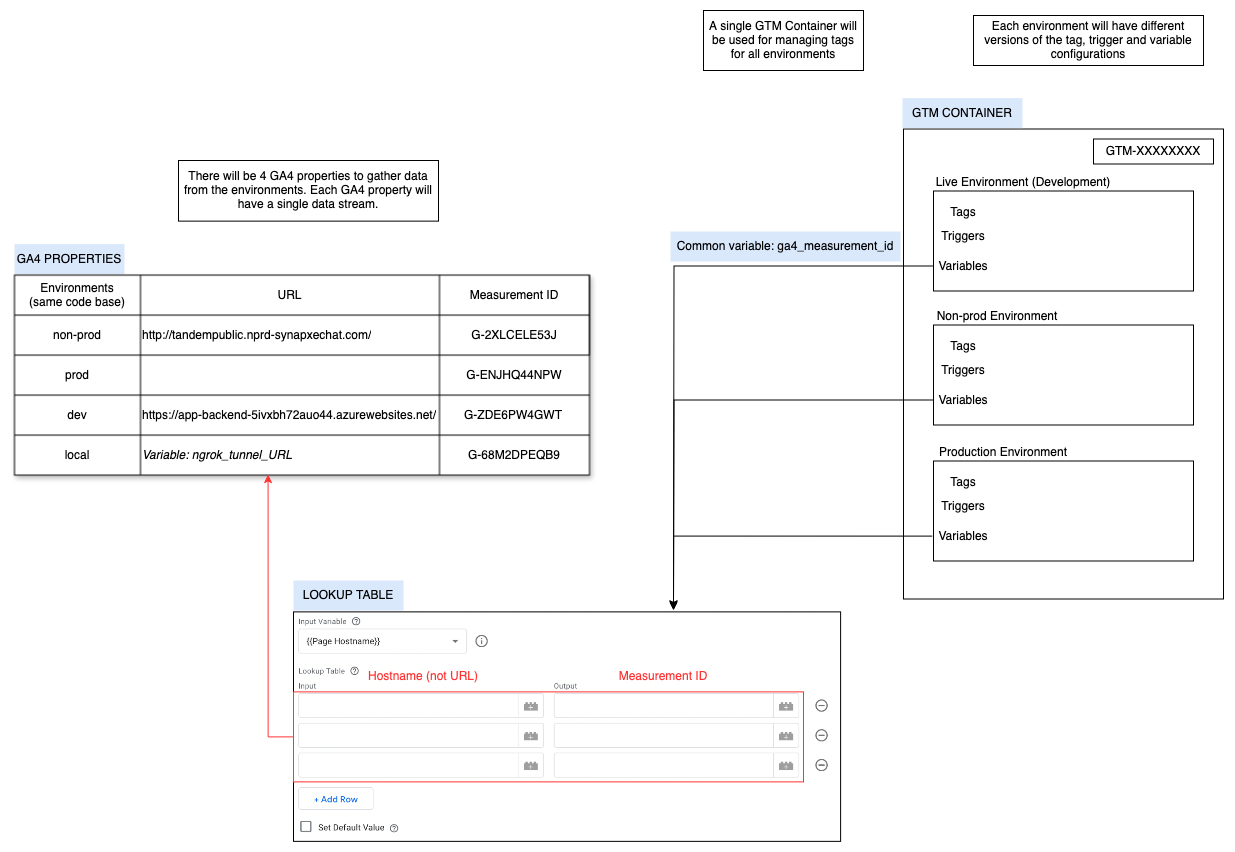 A single GTM Container will
be used for managing tags
for all environments
Each environment will have different
versions of the tag, trigger and variable
configurations
GTM CONTAINER
GTM-XXXXXXXX
Live Environment (Development)
Tags
Triggers
Variables
Non-prod Environment
Tags
Triggers
Variables
Production Environment
Tags
Triggers
Variables
Common variable: ga4_measurement_id
There will be 4 GA4 properties to gather data
from the environments. Each GA4 property will
have a single data stream.
GA4 PROPERTIES
Environments
(same code base)
URL
Measurement ID
non-prod
http://tandempublic.nprd-synapxechat.com/
G-2XLCELE53J
prod
G-ENJHQ44NPW
dev
https://app-backend-5ivxbh72auo44.azurewebsites.net/
G-ZDE6PW4GWT
local
Variable: ngrok_tunnel_URL
G-68M2DPEQB9
LOOKUP TABLE
Input Variable
{{Page Hostname}}
Lookup Table
Hostname (not URL)
Measurement ID
Input
Output
+ Add Row
Set Default Value